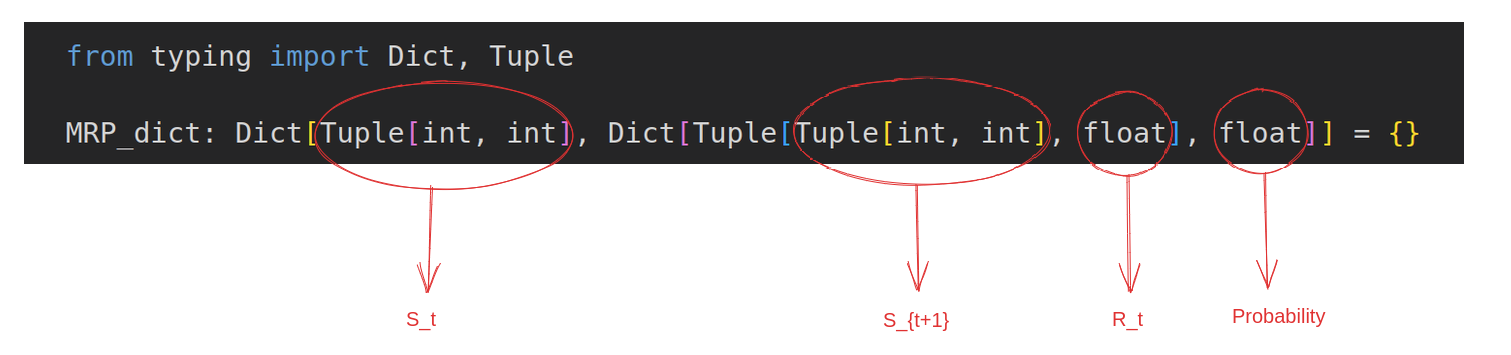 from typing import Dict, Tuple
MRP_dict: Dict[Tuple[int, int], Dict[Tuple[Tuple[int, int], float], float]] = {}
S_t
S_{t+1}
R_t
Probability